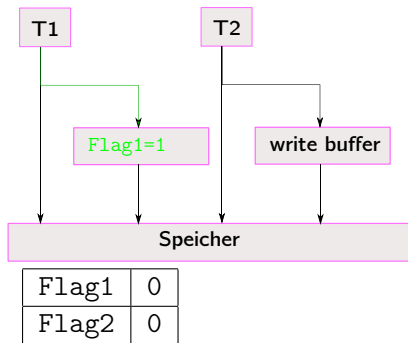 T1
T2
Flag1=1
write buffer
Speicher
Flag1 0
Flag2 0